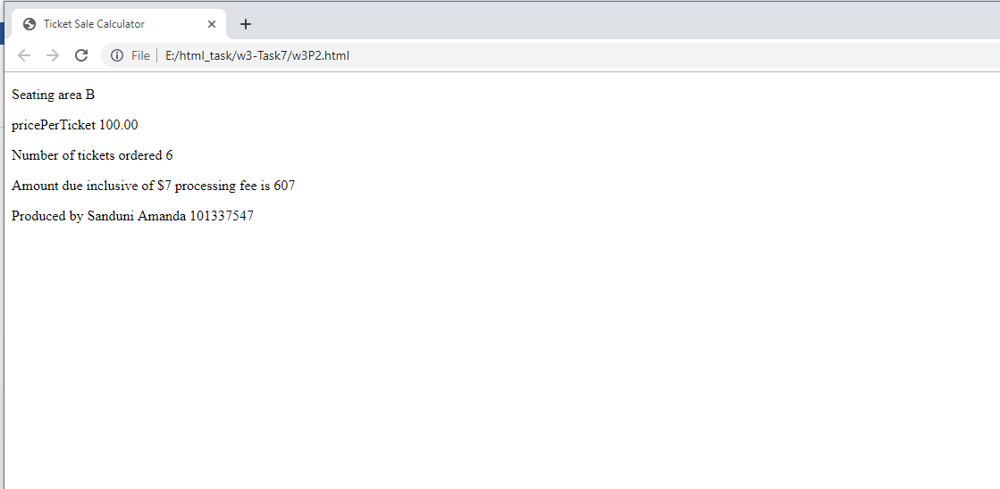 Ticket Sale Calculator
File E:/html_task/w3-Task7/w3P2.html
Seating area B
pricePerTicket 100.00
Number of tickets ordered 6
Amount due inclusive of $7 processing fee is 607
Produced by Sanduni Amanda 101337547